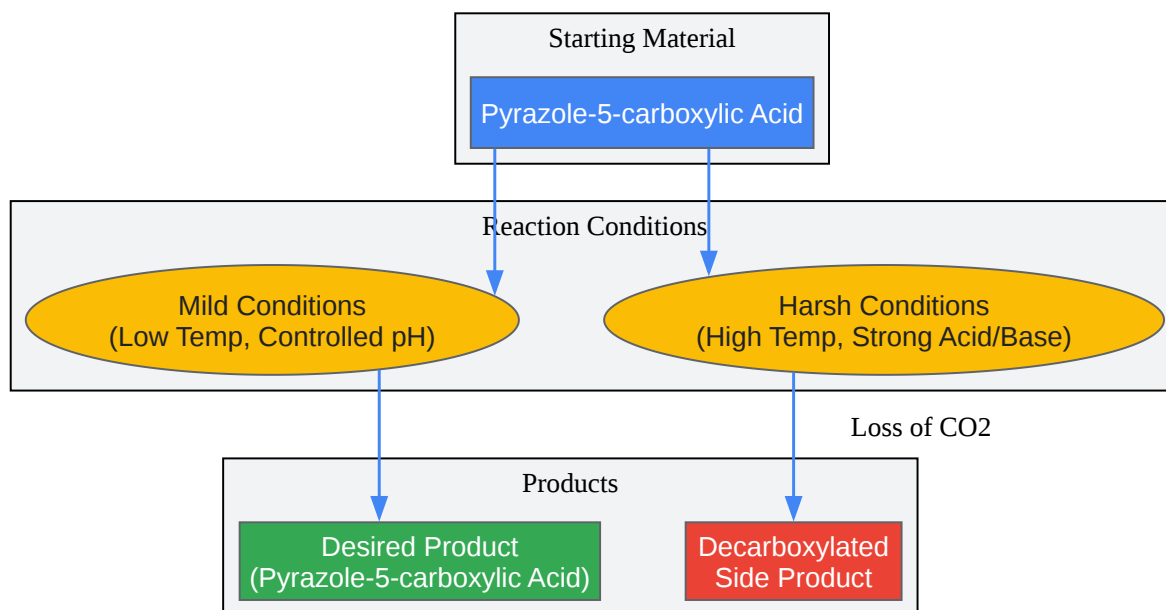 Starting Material
Pyrazole-5-carboxylic Acid
Reaction Conditions
Mild Conditions
(Low Temp, Controlled pH)
Harsh Conditions
(High Temp, Strong Acid/Base)
Loss of CO2
Products
Desired Product
(Pyrazole-5-carboxylic Acid)
Decarboxylated
Side Product